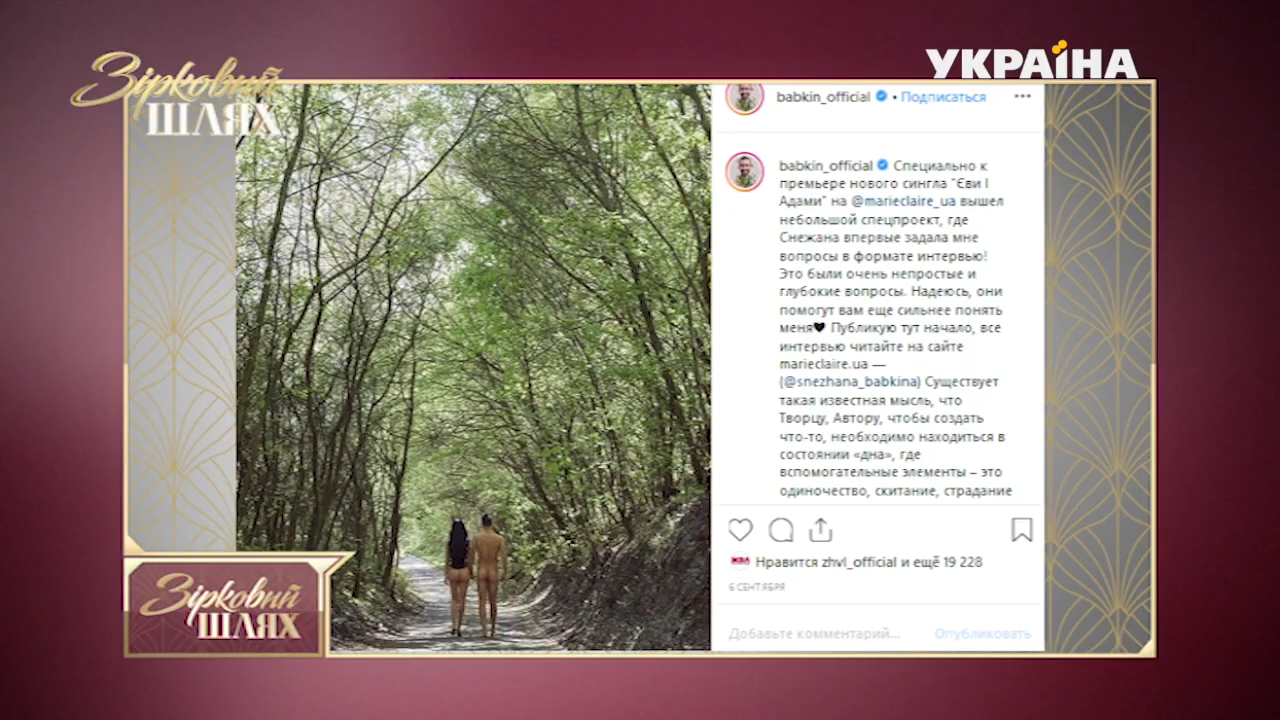 Зірковий
ШЛЯХ
УКРАЇНА
babkin_official • Подписаться
babkin_official Специально к
премьере нового сингла "Єви І
Адами" на @marieclaire_ua вышел
небольшой спецпроект, где
Снежана впервые задала мне
вопросы в формате интервью!
Это были очень непростые и
глубокие вопросы. Надеюсь, они
помогут вам еще сильнее понять
меня🖤 Публикую тут начало, все
интервью читайте на сайте
marieclaire.ua —
(@snezhana_babkina) Существует
такая известная мысль, что
Творцу, Автору, чтобы создать
что-то, необходимо находиться в
состоянии «дна», где
вспомогательные элементы – это
одиночество, скитание, страдание
Нравится zhvl_official и ещё 19 228
6 СЕНТЯБРЯ
Добавьте комментарий... Опубликовать
Зірковий
ШЛЯХ